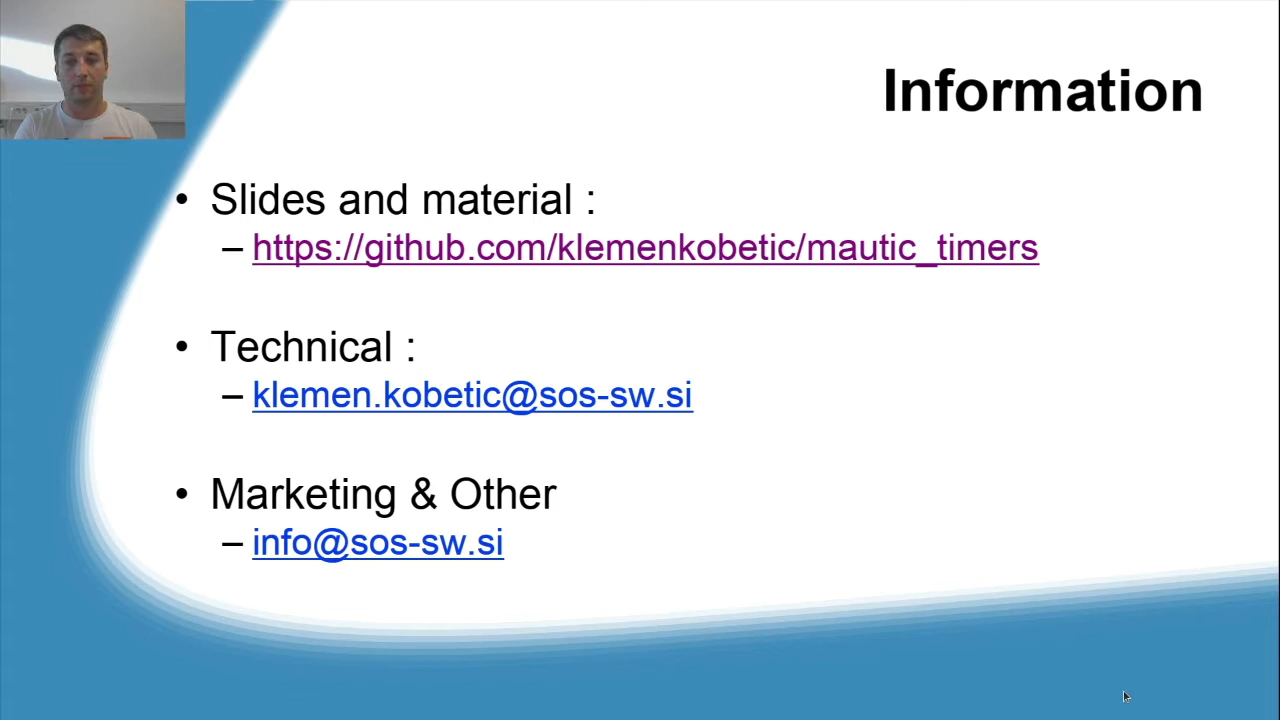 Information
• Slides and material :
– https://github.com/klemenkobetic/mautic_timers
• Technical :
– klemen.kobetic@sos-sw.si
• Marketing & Other
– info@sos-sw.si